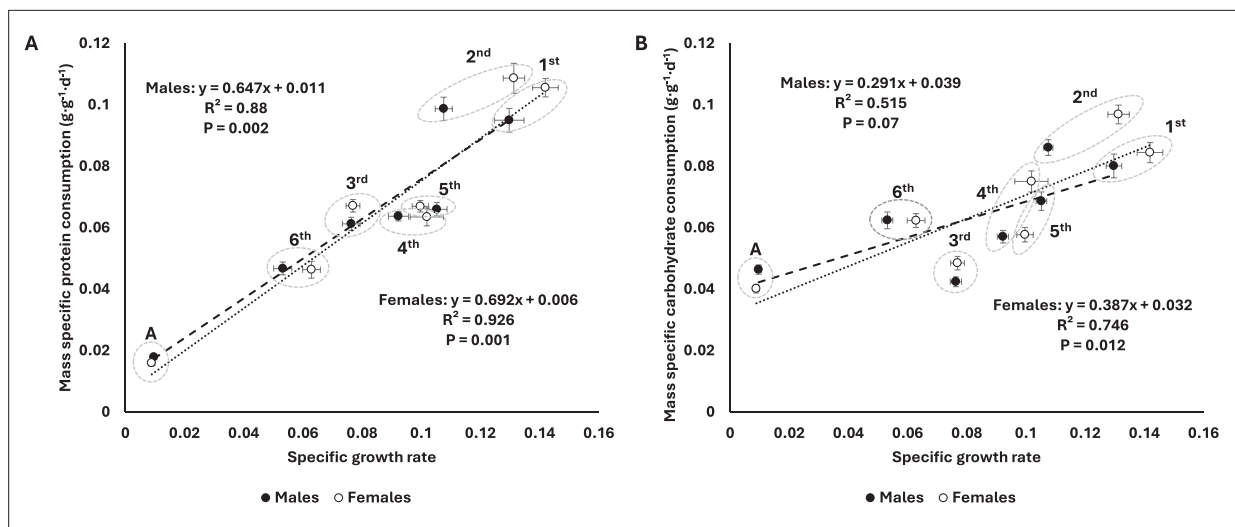 A
Mass specific protein consumption (g·g⁻¹·d⁻¹)
0.12
0.1
0.08
0.06
0.04
0.02
0
Males: y = 0.647x + 0.011
R² = 0.88
P = 0.002
2nd
1st
3rd
5th
4th
6th
A
Females: y = 0.692x + 0.006
R² = 0.926
P = 0.001
0 0.02 0.04 0.06 0.08 0.1 0.12 0.14 0.16
Specific growth rate
Males Females
B
Mass specific carbohydrate consumption (g·g⁻¹·d⁻¹)
0.12
0.1
0.08
0.06
0.04
0.02
0
Males: y = 0.291x + 0.039
R² = 0.515
P = 0.07
2nd
1st
6th
4th
5th
3rd
A
Females: y = 0.387x + 0.032
R² = 0.746
P = 0.012
0 0.02 0.04 0.06 0.08 0.1 0.12 0.14 0.16
Specific growth rate
Males Females